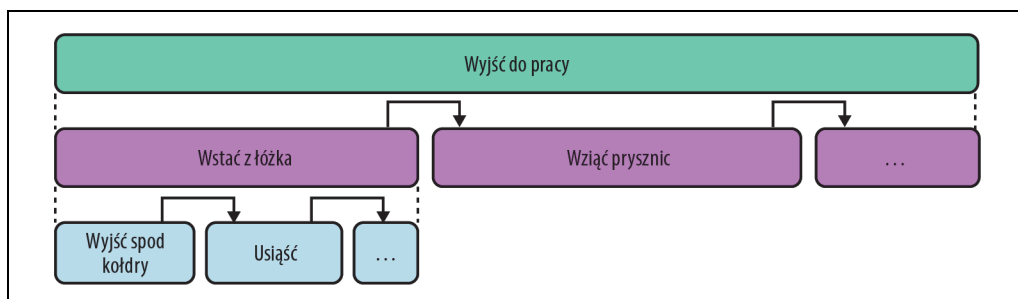 Wyjść do pracy
Wstać z łóżka
Wziąć prysznic
...
Wyjść spod
kołdry
Usiąść
...